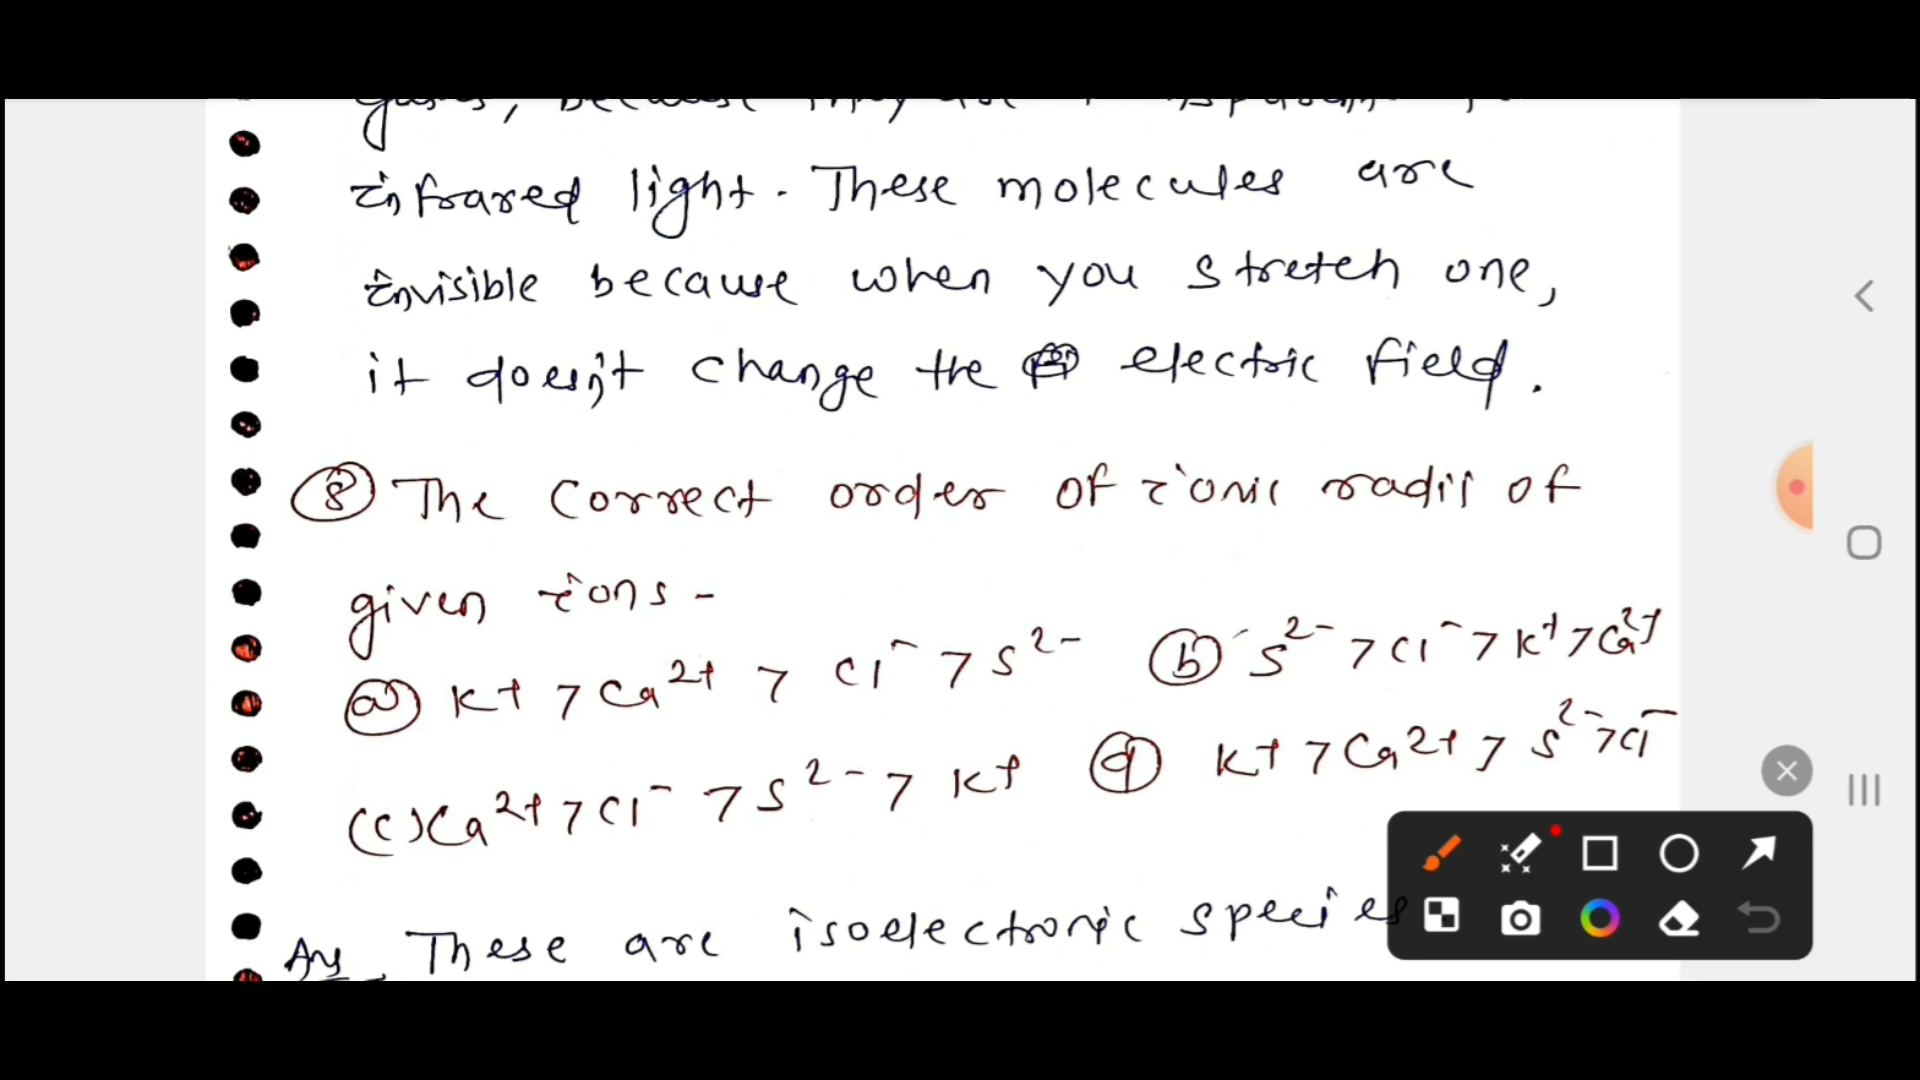 infrared light. These molecules are
invisible because when you stretch one,
it doesn't change the electric field.
⑧ The correct order of ionic radii of
given ions -
ⓐ K+ > Ca2+ > Cl- > S2- ⓑ S2- > Cl- > K+ > Ca2+
(c) Ca2+ > Cl- > S2- > K+ ⓓ K+ > Ca2+ > S2- > Cl-
Ans. These are isoelectronic species